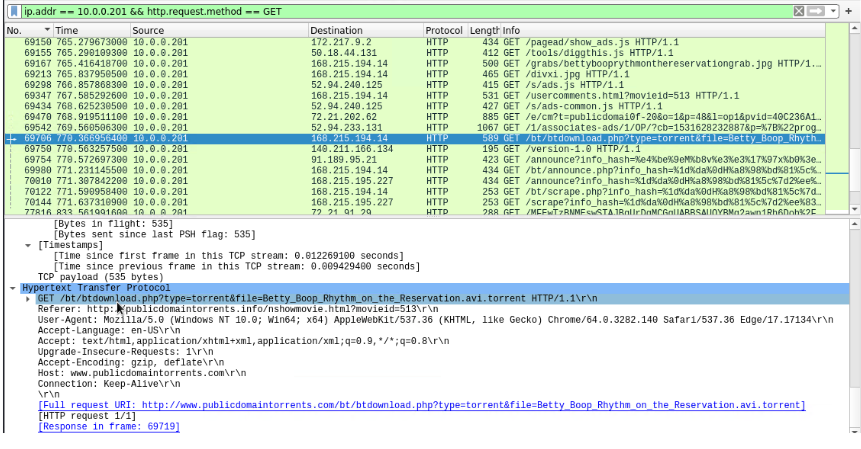 ip.addr == 10.0.0.201 && http.request.method == GET
No. Time Source Destination Protocol Length Info
69150 765.279673000 10.0.0.201 172.217.9.2 HTTP 434 GET /pagead/show_ads.js HTTP/1.1
69155 765.290109300 10.0.0.201 50.18.44.131 HTTP 412 GET /tools/diggthis.js HTTP/1.1
69167 765.416418700 10.0.0.201 168.215.194.14 HTTP 500 GET /grabs/bettybooprythmonthereservationgrab.jpg HTTP/1.…
69213 765.837950500 10.0.0.201 168.215.194.14 HTTP 465 GET /divxi.jpg HTTP/1.1
69298 766.857868300 10.0.0.201 52.94.240.125 HTTP 415 GET /s/ads.js HTTP/1.1
69347 767.585292600 10.0.0.201 168.215.194.14 HTTP 531 GET /usercomments.html?movieid=513 HTTP/1.1
69434 768.625230500 10.0.0.201 52.94.240.125 HTTP 427 GET /s/ads-common.js HTTP/1.1
69470 768.919511100 10.0.0.201 72.21.202.62 HTTP 885 GET /e/cm?t=publicdomai0f-20&o=1&p=48&l=op1&pvid=40C236A1…
69542 769.560506300 10.0.0.201 52.94.233.131 HTTP 1067 GET /1/associates-ads/1/OP/?cb=1531628232887&p=%7B%22prog…
69706 770.366956400 10.0.0.201 168.215.194.14 HTTP 589 GET /bt/btdownload.php?type=torrent&file=Betty_Boop_Rhyth…
69750 770.563257500 10.0.0.201 140.211.166.134 HTTP 195 GET /version-1.0 HTTP/1.1
69754 770.572697300 10.0.0.201 91.189.95.21 HTTP 423 GET /announce?info_hash=%e4%be%9eM%b8v%e3%e3%17%97x%b0%3e…
69980 771.231145500 10.0.0.201 168.215.194.14 HTTP 434 GET /bt/announce.php?info_hash=%1d%da%0dH%a8%98%bd%81%5c%…
70010 771.307842200 10.0.0.201 168.215.195.227 HTTP 434 GET /announce?info_hash=%1d%da%0dH%a8%98%bd%81%5c%7d2%ee%…
70122 771.590958400 10.0.0.201 168.215.194.14 HTTP 253 GET /bt/scrape.php?info_hash=%1d%da%0dH%a8%98%bd%81%5c%7d…
70144 771.637310900 10.0.0.201 168.215.195.227 HTTP 253 GET /scrape?info_hash=%1d%da%0dH%a8%98%bd%81%5c%7d2%ee%83…
77816 833.561991600 10.0.0.201 72.21.91.29 HTTP 288 GET
[Bytes in flight: 535]
[Bytes sent since last PSH flag: 535]
[Timestamps]
[Time since first frame in this TCP stream: 0.012269100 seconds]
[Time since previous frame in this TCP stream: 0.009429400 seconds]
TCP payload (535 bytes)
Hypertext Transfer Protocol
GET /bt/btdownload.php?type=torrent&file=Betty_Boop_Rhythm_on_the_Reservation.avi.torrent HTTP/1.1\r\n
Referer: http://publicdomaintorrents.info/nshowmovie.html?movieid=513\r\n
User-Agent: Mozilla/5.0 (Windows NT 10.0; Win64; x64) AppleWebKit/537.36 (KHTML, like Gecko) Chrome/64.0.3282.140 Safari/537.36 Edge/17.17134\r\n
Accept-Language: en-US\r\n
Accept: text/html,application/xhtml+xml,application/xml;q=0.9,*/*;q=0.8\r\n
Upgrade-Insecure-Requests: 1\r\n
Accept-Encoding: gzip, deflate\r\n
Host: www.publicdomaintorrents.com\r\n
Connection: Keep-Alive\r\n
\r\n
[Full request URI: http://www.publicdomaintorrents.com/bt/btdownload.php?type=torrent&file=Betty_Boop_Rhythm_on_the_Reservation.avi.torrent]
[HTTP request 1/1]
[Response in frame: 69719]